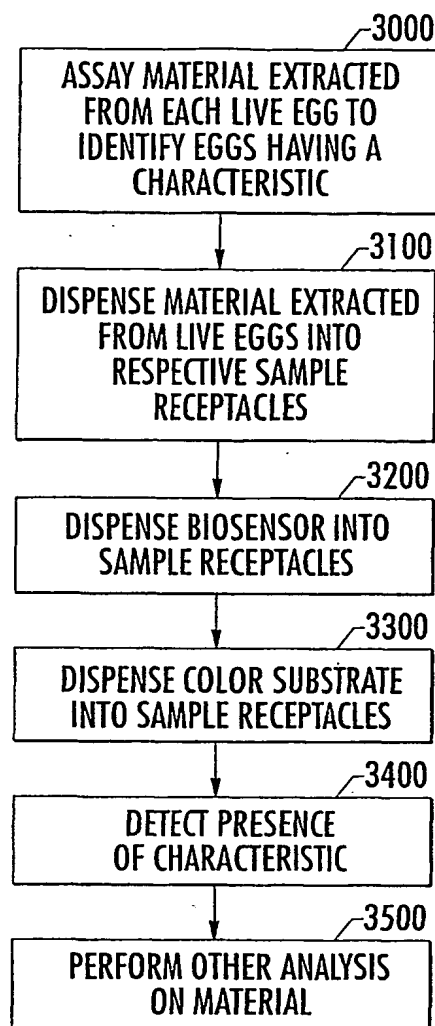 3000
ASSAY MATERIAL EXTRACTED
FROM EACH LIVE EGG TO
IDENTIFY EGGS HAVING A
CHARACTERISTIC
3100
DISPENSE MATERIAL EXTRACTED
FROM LIVE EGGS INTO
RESPECTIVE SAMPLE
RECEPTACLES
3200
DISPENSE BIOSENSOR INTO
SAMPLE RECEPTACLES
3300
DISPENSE COLOR SUBSTRATE
INTO SAMPLE RECEPTACLES
3400
DETECT PRESENCE
OF CHARACTERISTIC
3500
PERFORM OTHER ANALYSIS
ON MATERIAL